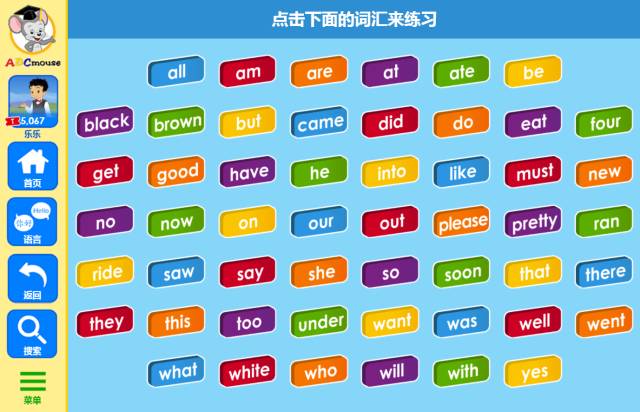 点击下面的词汇来练习
ABCmouse
5,067
乐乐
首页
你好 Hello
语言
返回
搜索
菜单
all am are at ate be
black brown but came did do eat four
get good have he into like must new
no now on our out please pretty ran
ride saw say she so soon that there
they this too under want was well went
what white who will with yes